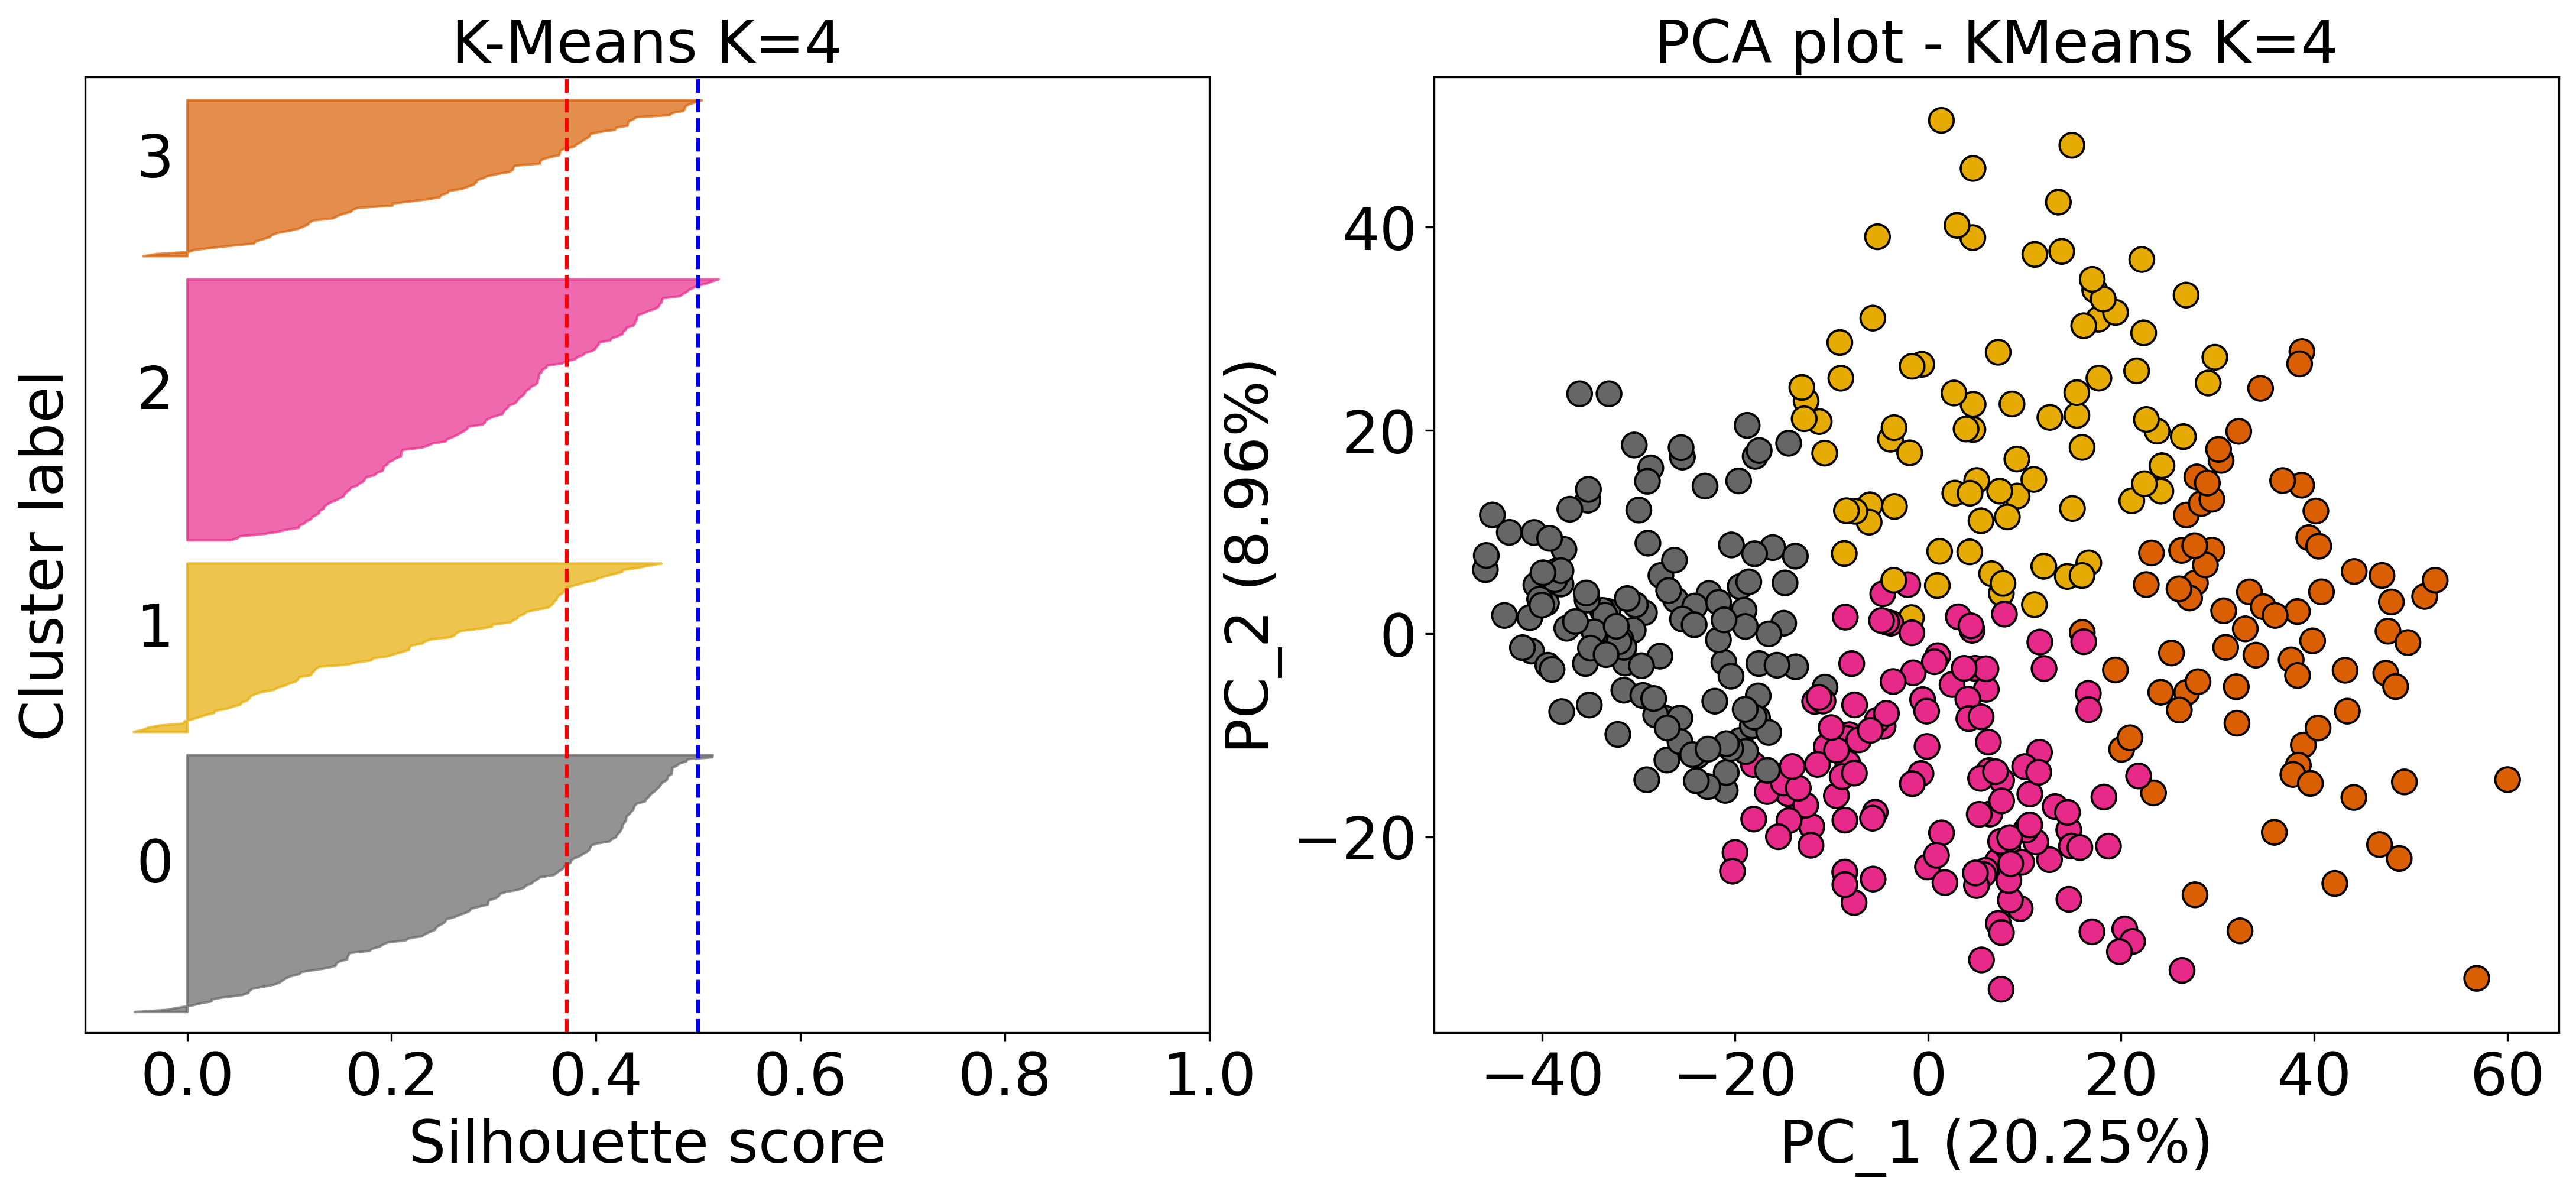 K-Means K=4
Cluster label
3
2
1
0
0.0 0.2 0.4 0.6 0.8 1.0
Silhouette score
PCA plot - KMeans K=4
PC_2 (8.96%)
40
20
0
−20
−40 −20 0 20 40 60
PC_1 (20.25%)